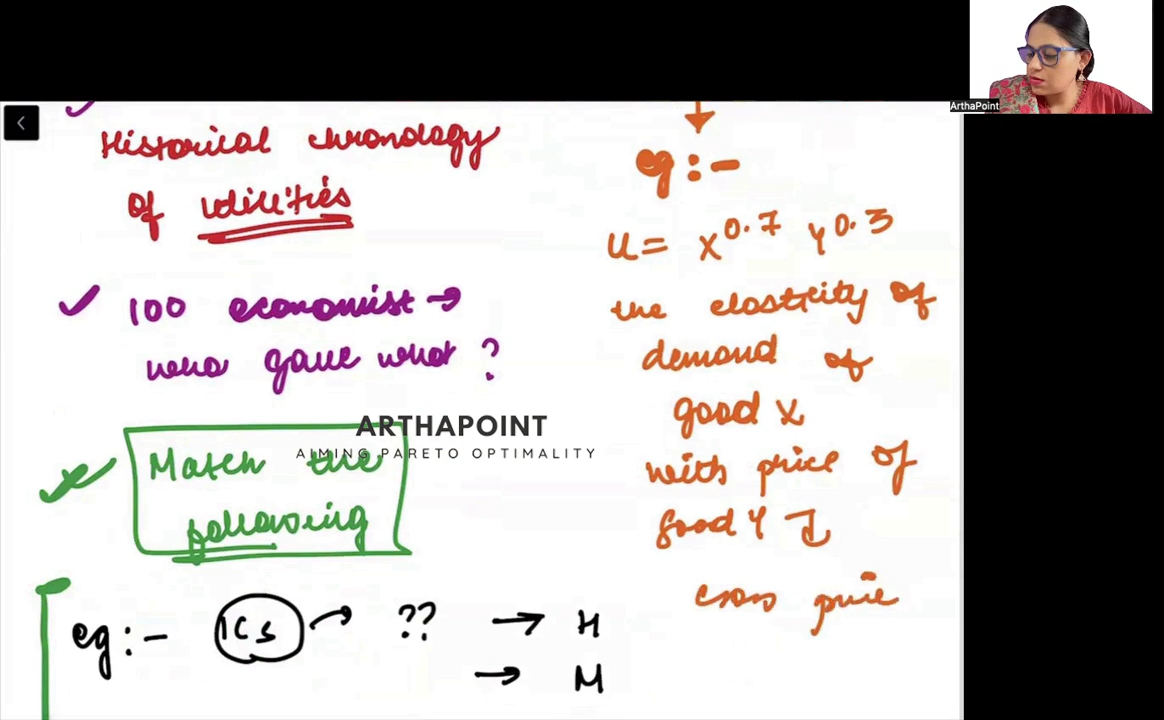 ArthaPoint
Historical chronology
of utilities
100 economist →
who gave what ?
Match the
following
eg :- ICs → ?? → H
→ M
eg :-
U = X^0.7 Y^0.3
the elasticity of
demand of
good X
with price of
good Y
cross price
ARTHAPOINT
AIMING PARETO OPTIMALITY